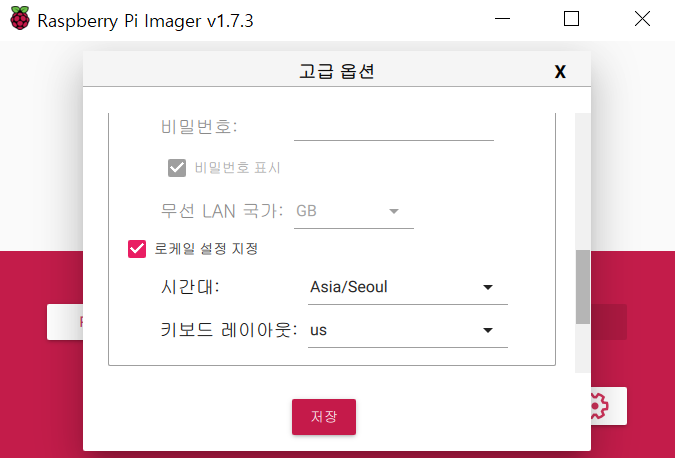 Raspberry Pi Imager v1.7.3
고급 옵션
X
비밀번호:
비밀번호 표시
무선 LAN 국가: GB
로케일 설정 지정
시간대: Asia/Seoul
키보드 레이아웃: us
저장